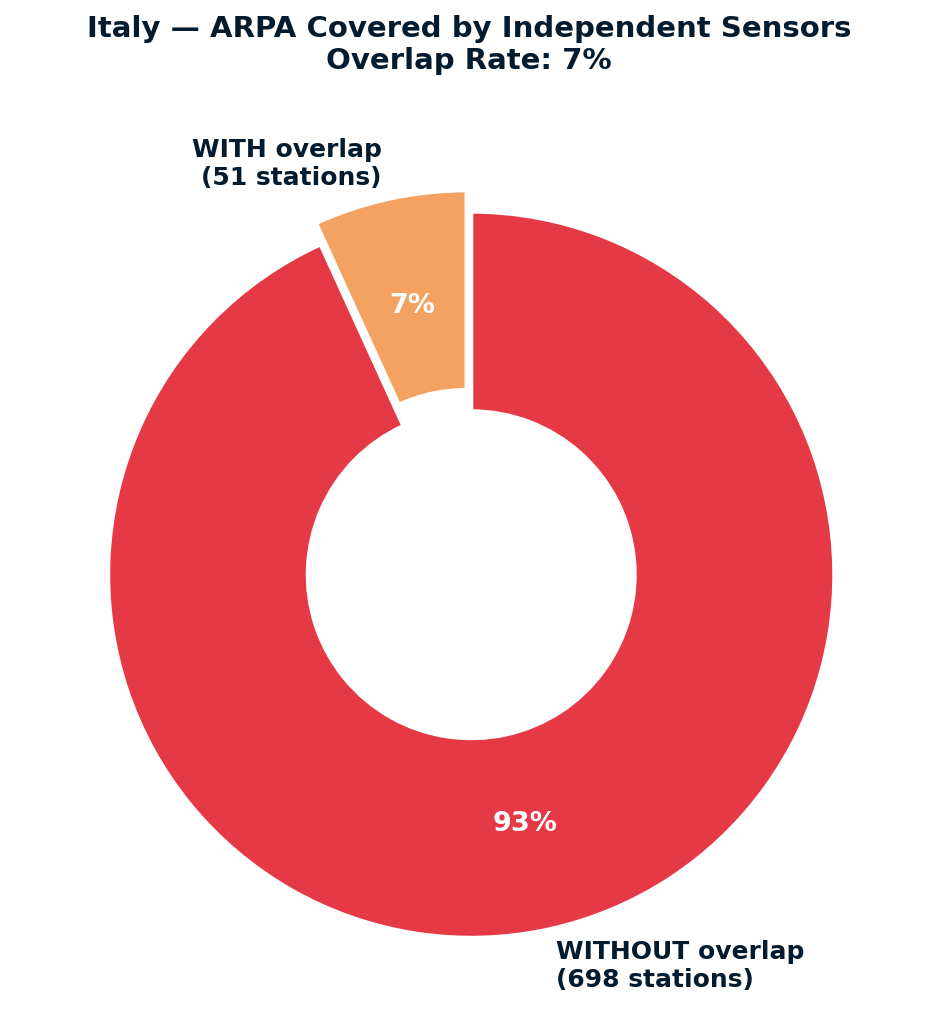 Italy — ARPA Covered by Independent Sensors
Overlap Rate: 7%
WITH overlap
(51 stations)
7%
93%
WITHOUT overlap
(698 stations)